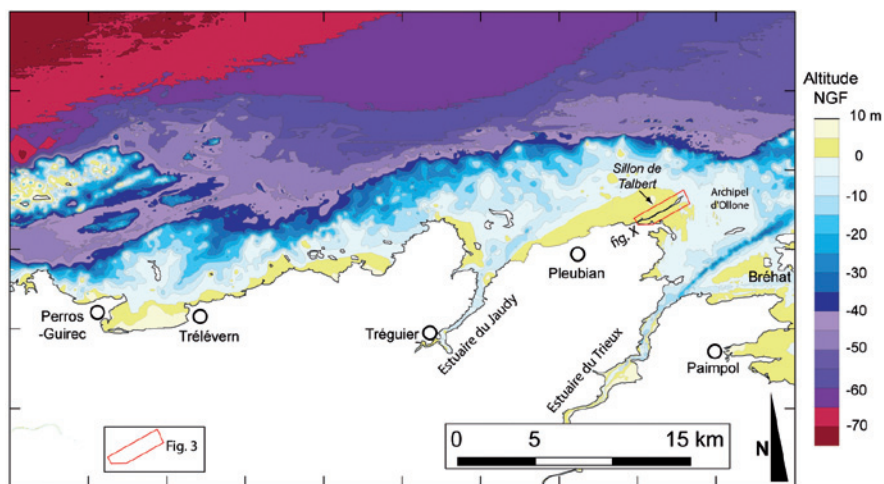 Altitude
NGF
10 m
0
-10
-20
-30
-40
-50
-60
-70
Sillon de
Talbert
Archipel
d'Ollone
fig. X
Pleubian
Bréhat
Perros
-Guirec
Trélévern
Tréguier
Estuaire du Jaudy
Estuaire du Trieux
Paimpol
Fig. 3
0 5 10 15 km
N